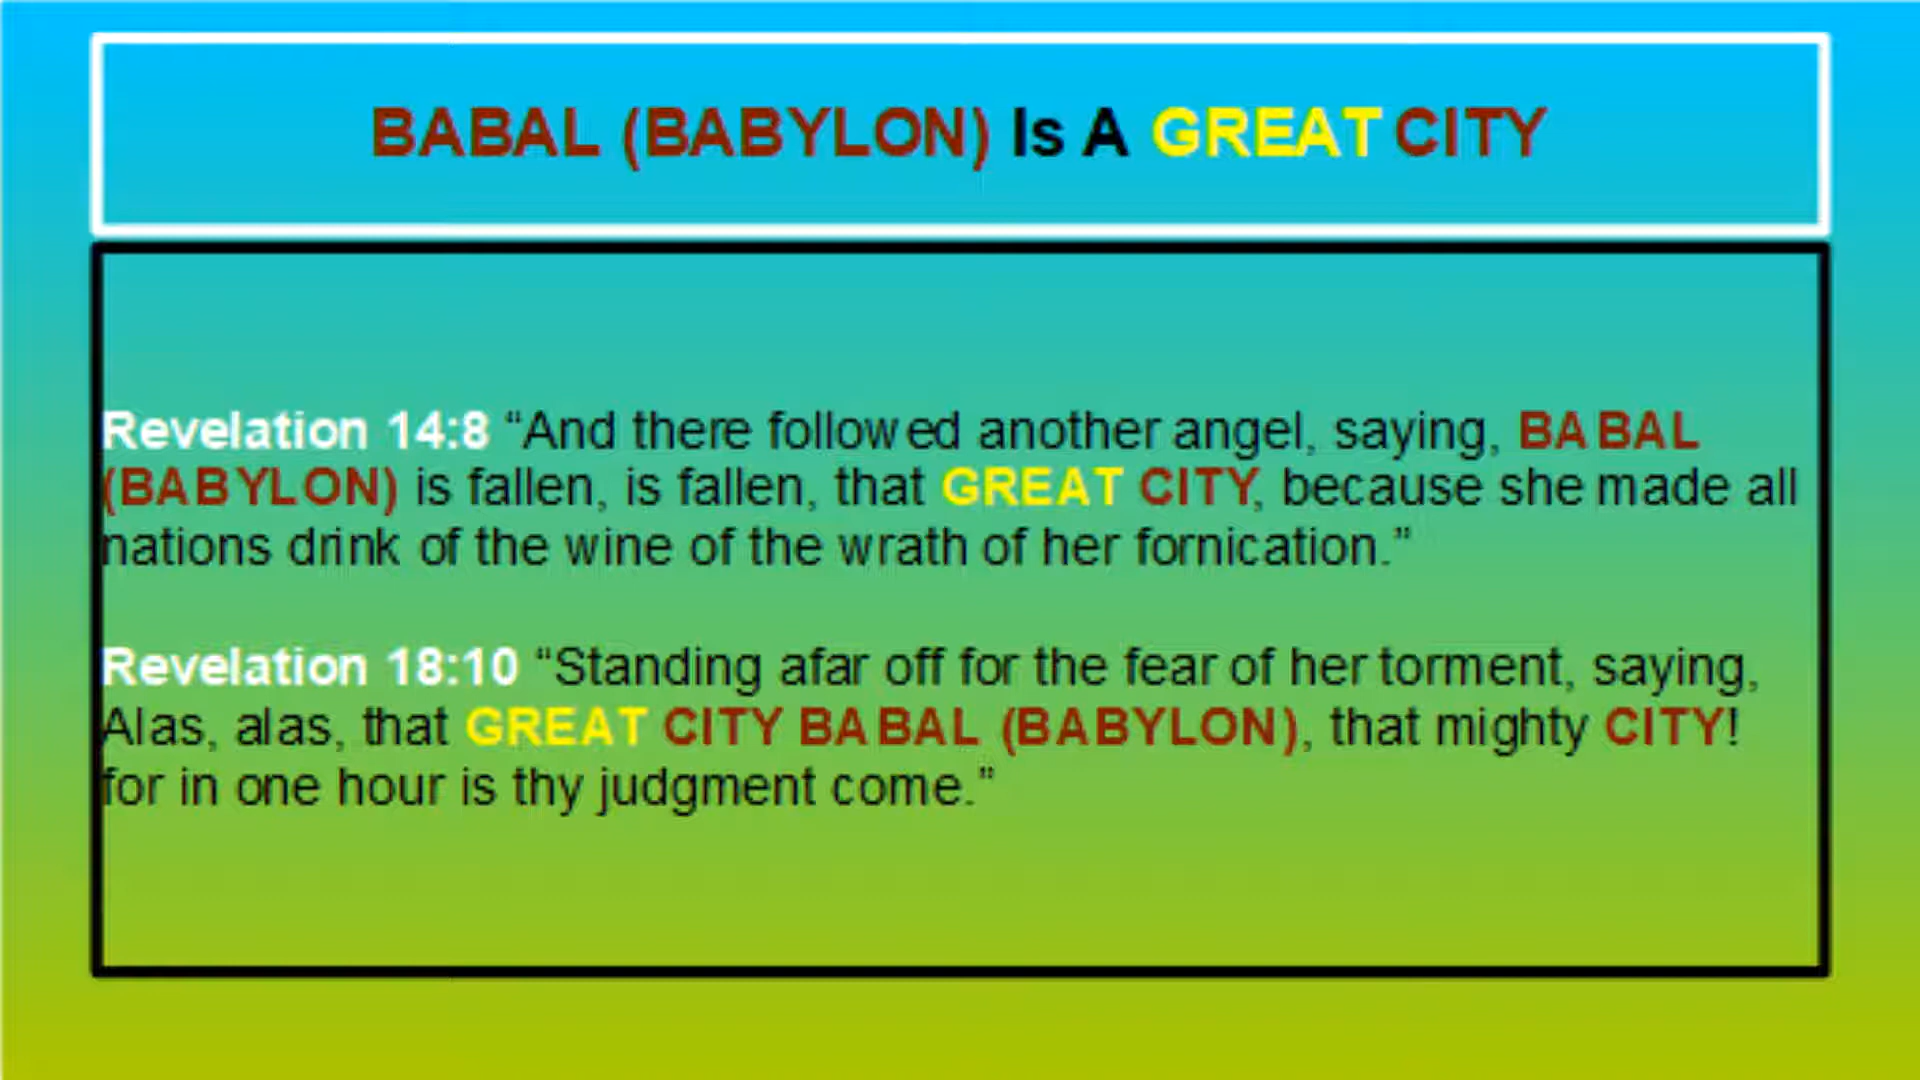 BABAL (BABYLON) Is A GREAT CITY
Revelation 14:8 “And there followed another angel, saying, BABAL
(BABYLON) is fallen, is fallen, that GREAT CITY, because she made all
nations drink of the wine of the wrath of her fornication.”
Revelation 18:10 “Standing afar off for the fear of her torment, saying,
Alas, alas, that GREAT CITY BABAL (BABYLON), that mighty CITY!
for in one hour is thy judgment come.”